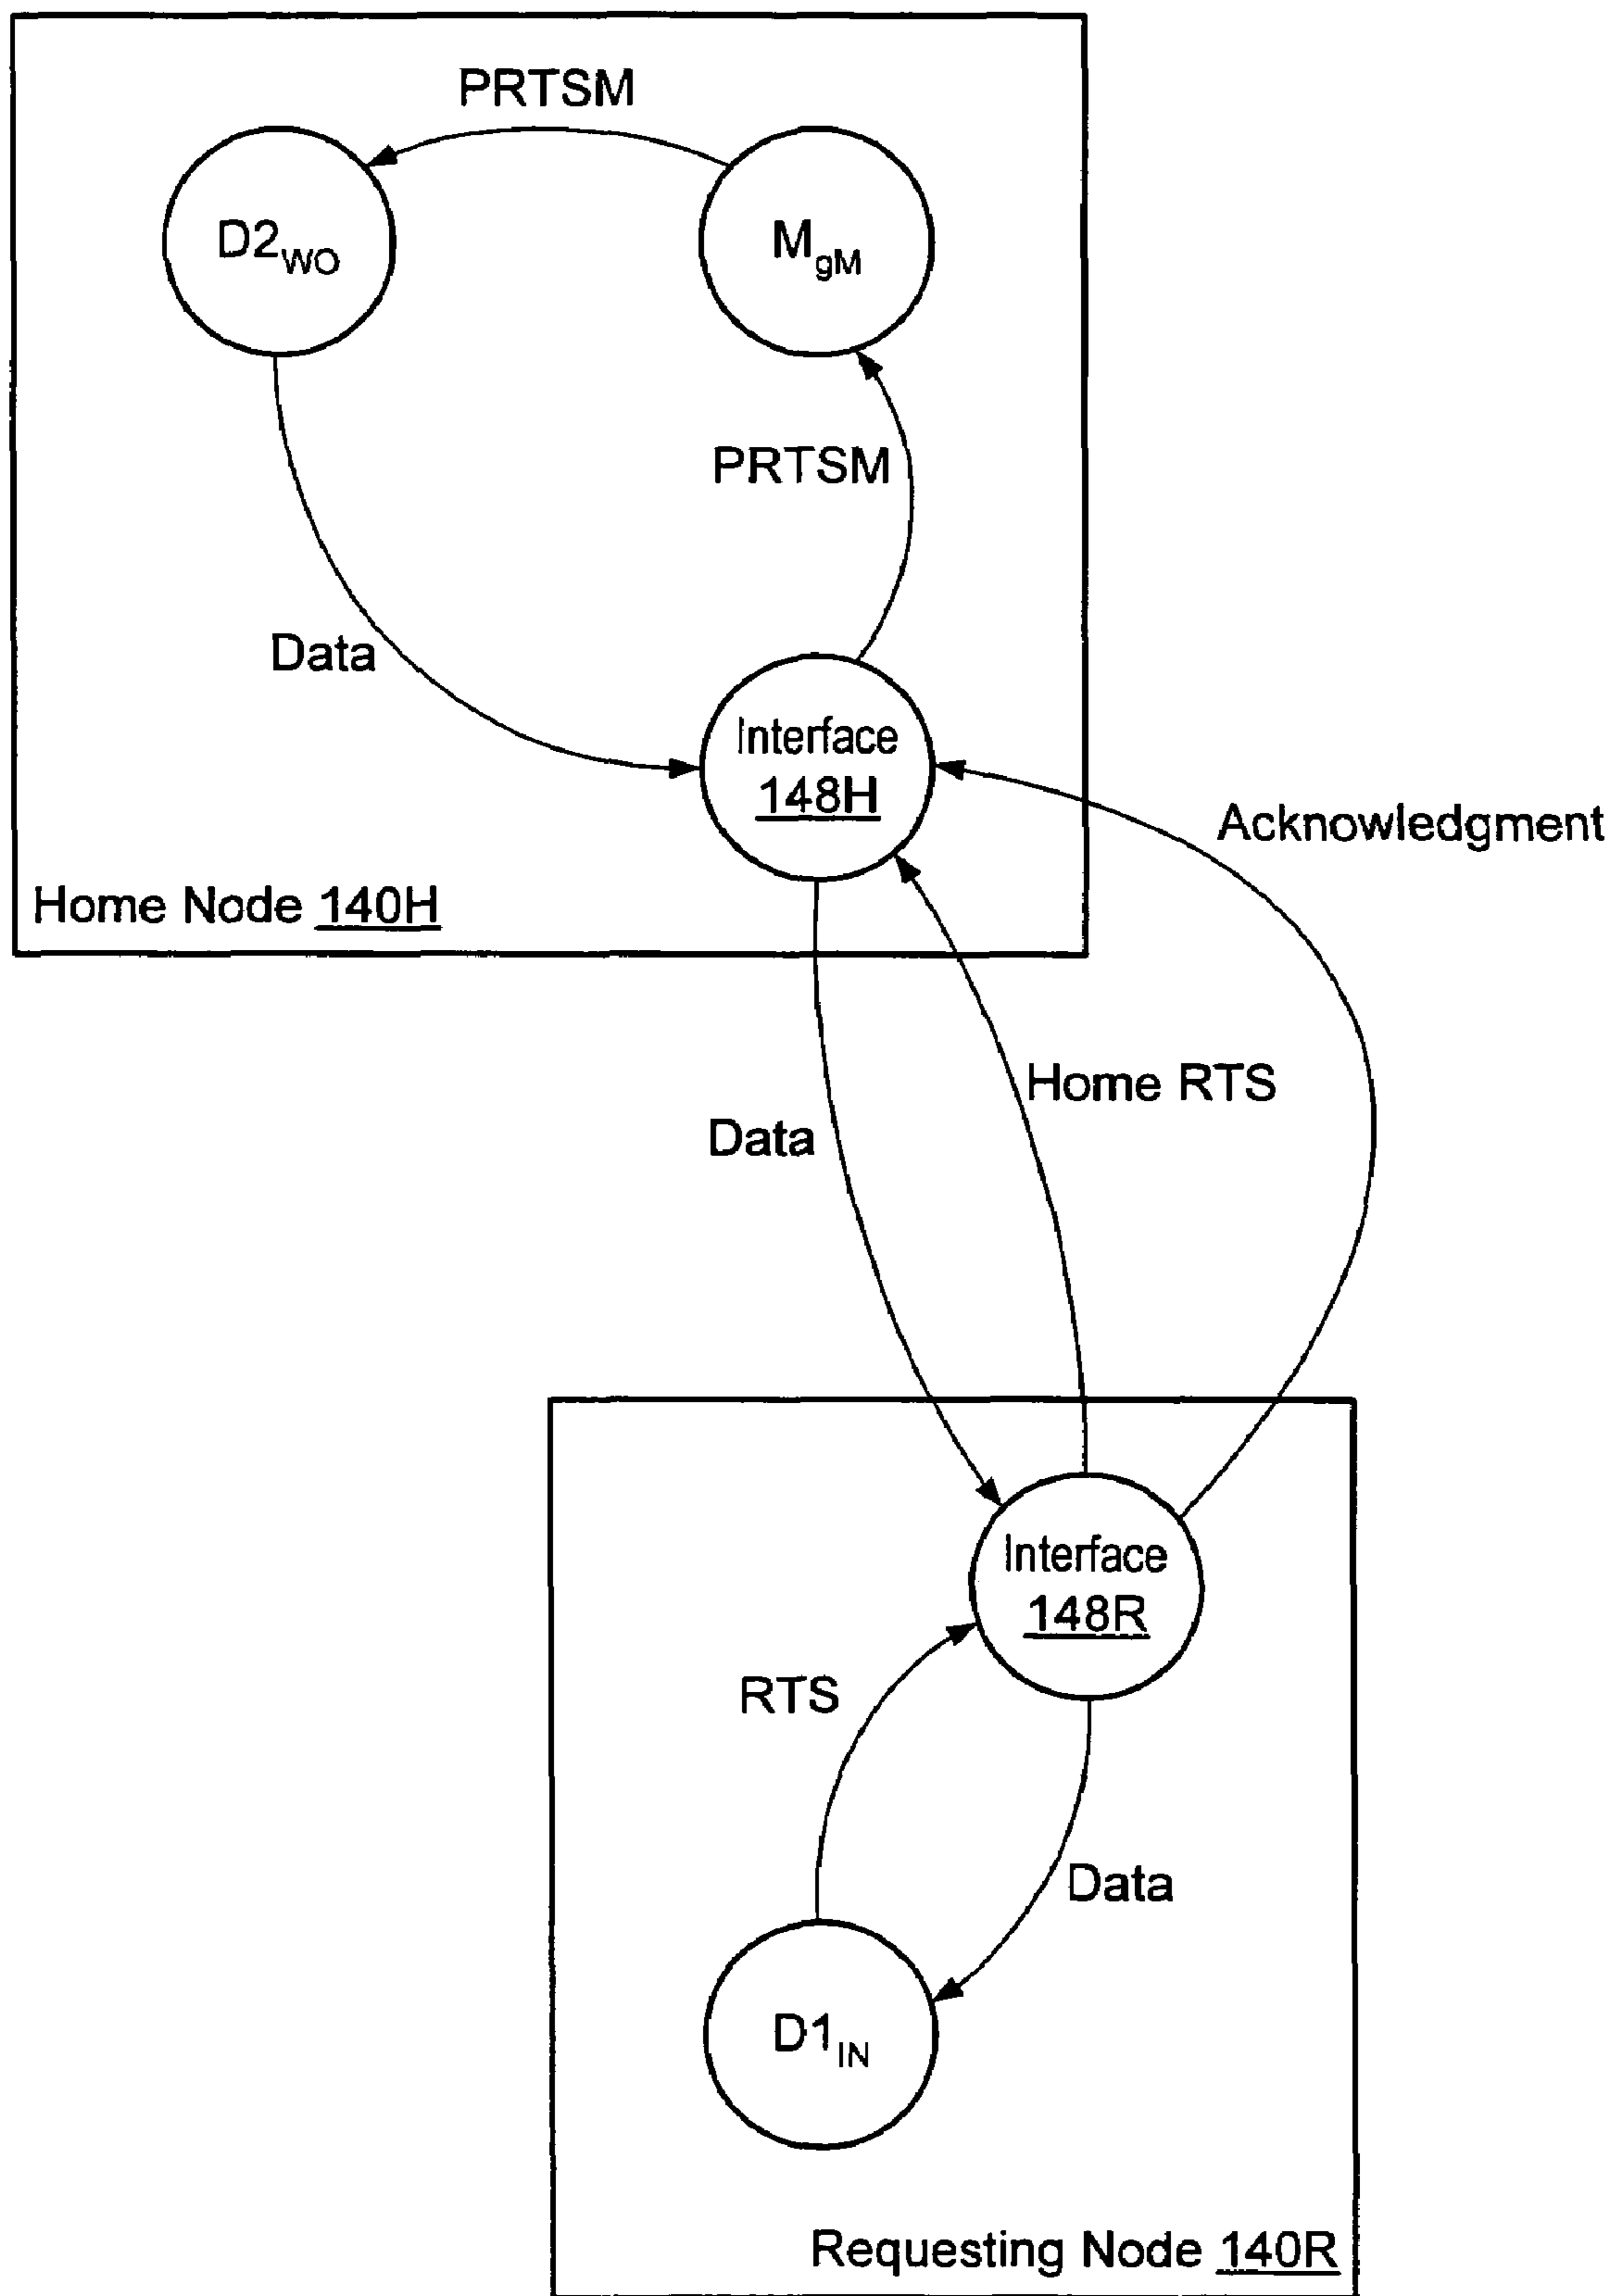 PRTSM
D2WO
MgM
PRTSM
Data
Interface
148H
Acknowledgment
Home Node 140H
Home RTS
Data
Interface
148R
RTS
Data
D1IN
Requesting Node 140R